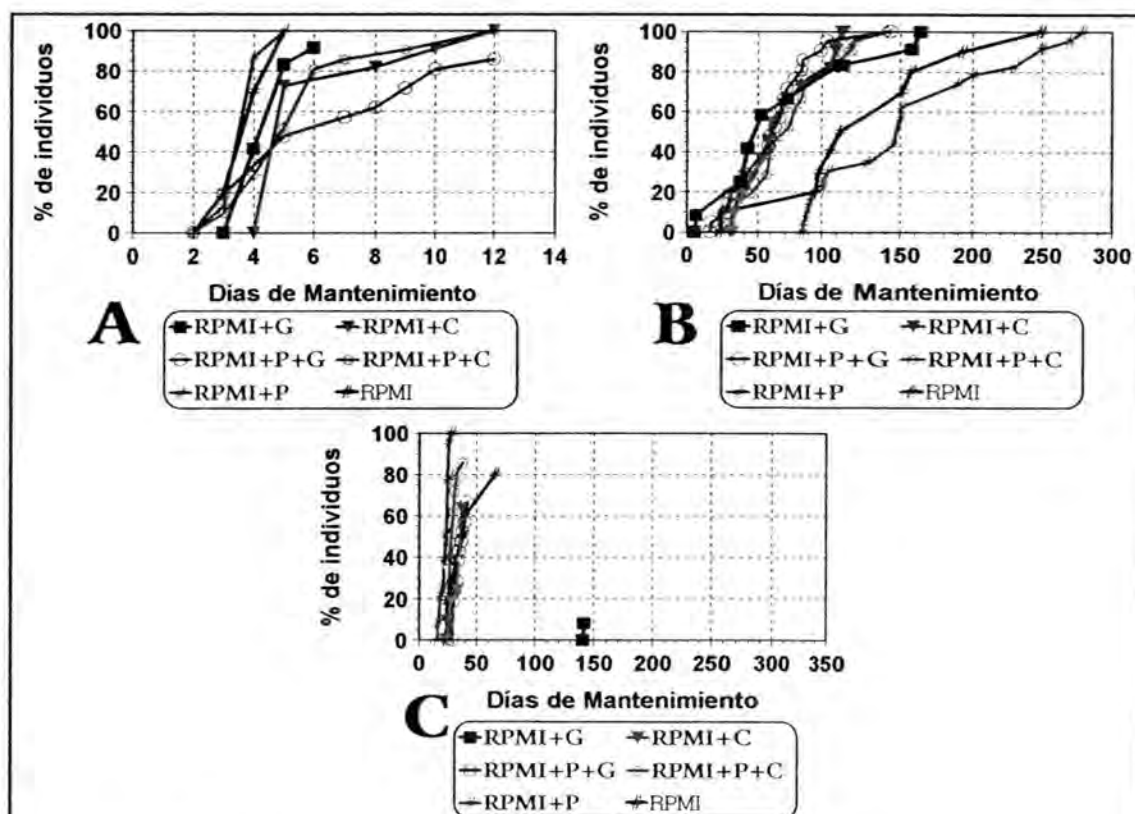 % de individuos
100
80
60
40
20
0
0 2 4 6 8 10 12 14
Días de Mantenimiento
A
RPMI+G RPMI+C
RPMI+P+G RPMI+P+C
RPMI+P RPMI
% de individuos
100
80
60
40
20
0
0 50 100 150 200 250 300
Días de Mantenimiento
B
RPMI+G RPMI+C
RPMI+P+G RPMI+P+C
RPMI+P RPMI
% de individuos
100
80
60
40
20
0
0 50 100 150 200 250 300 350
Días de Mantenimiento
C
RPMI+G RPMI+C
RPMI+P+G RPMI+P+C
RPMI+P RPMI